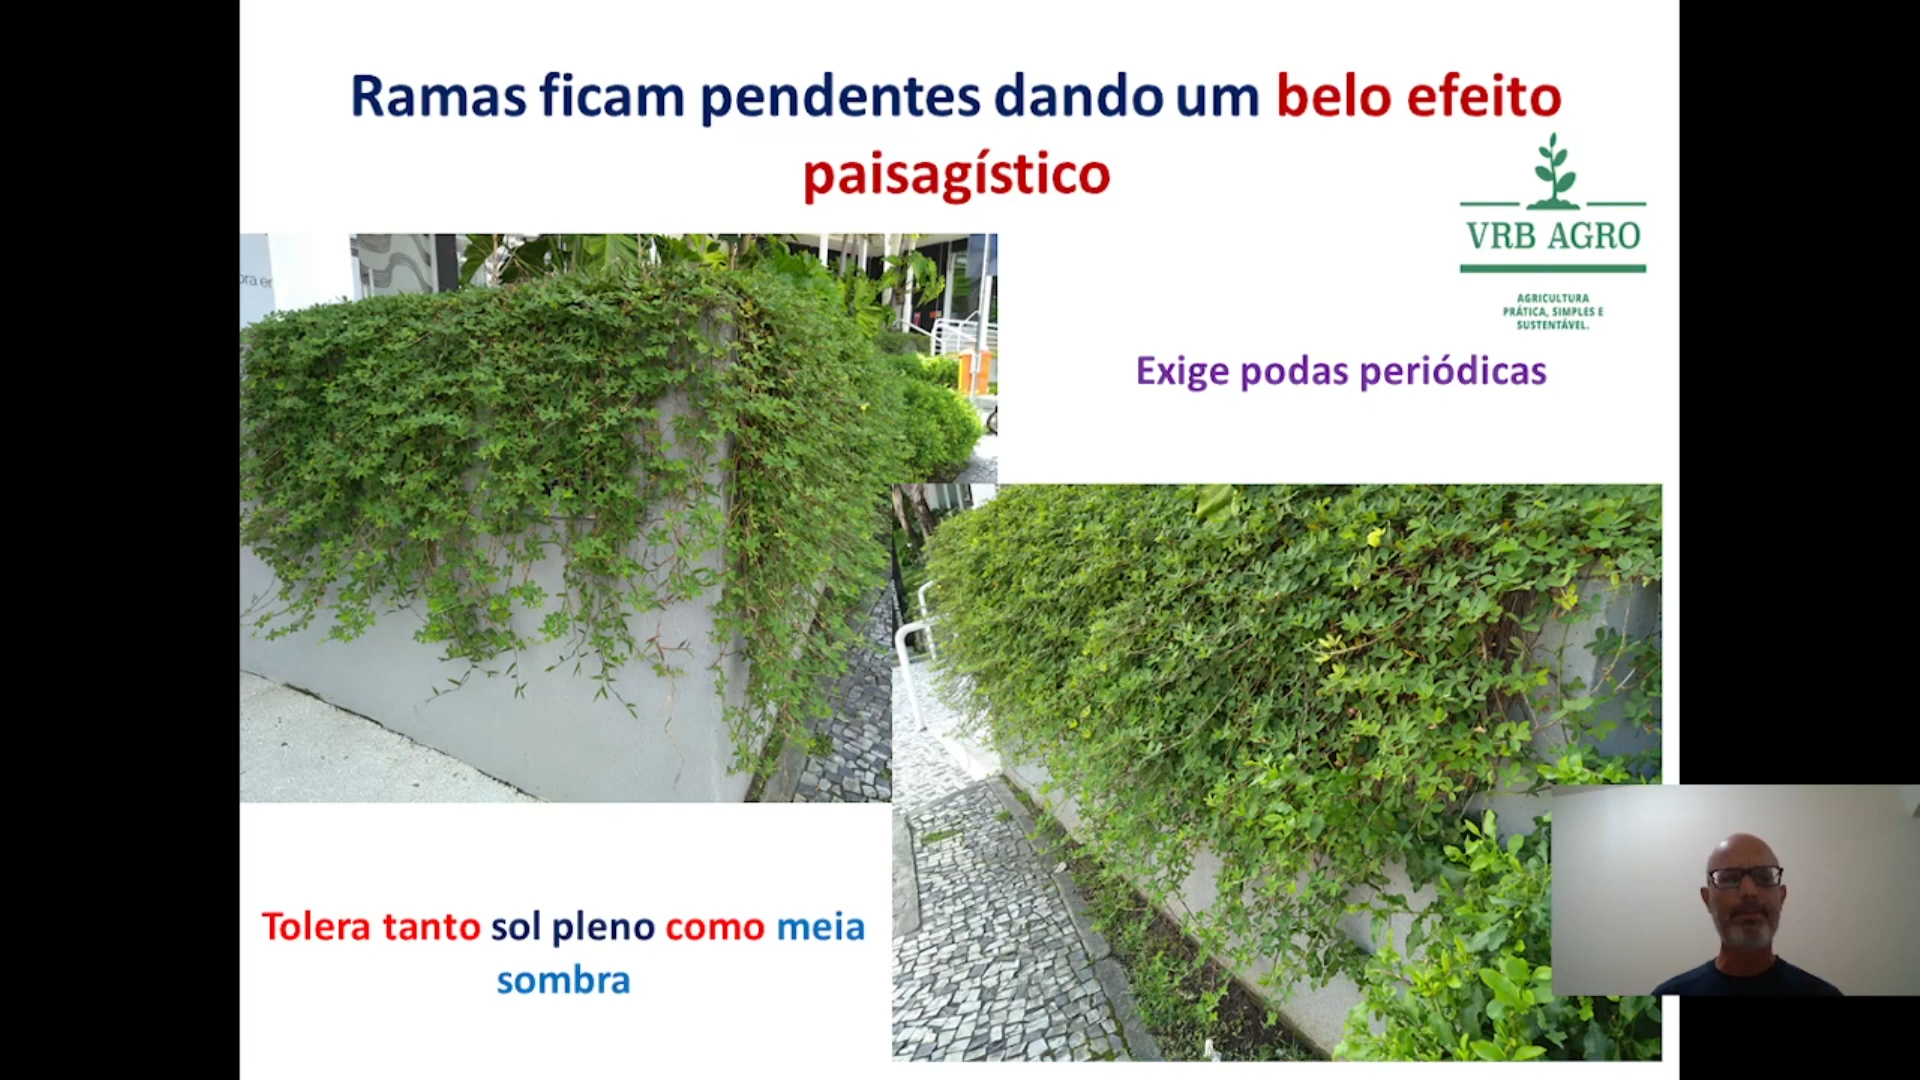 Ramas ficam pendentes dando um belo efeito
paisagístico
VRB AGRO
AGRICULTURA
PRÁTICA, SIMPLES E
SUSTENTÁVEL.
Exige podas periódicas
Tolera tanto sol pleno como meia
sombra